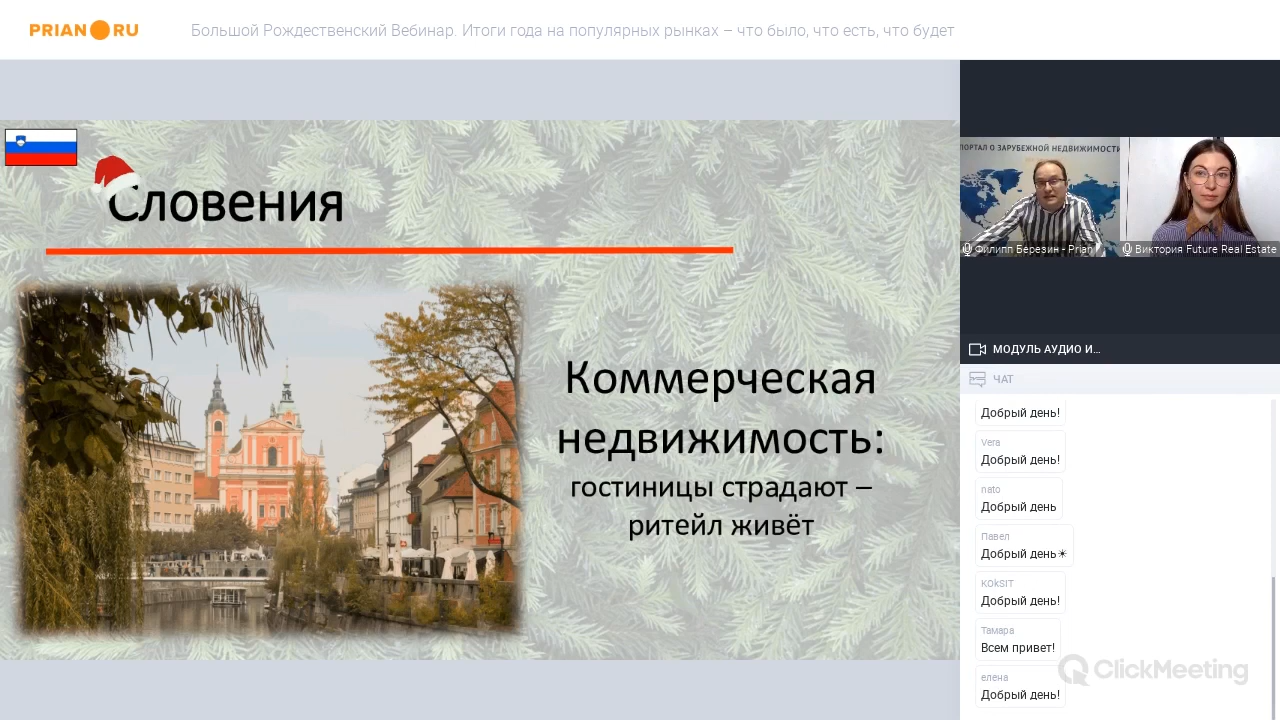 PRIAN RU
Большой Рождественский Вебинар. Итоги года на популярных рынках – что было, что есть, что будет
Словения
Коммерческая
недвижимость:
гостиницы страдают –
ритейл живёт
ПОРТАЛ О ЗАРУБЕЖНОЙ НЕДВИЖИМОСТИ
Филипп Березин - Prian
Виктория Future Real Estate
МОДУЛЬ АУДИО И...
ЧАТ
Добрый день!
Vera
Добрый день!
nato
Добрый день
Павел
Добрый день☀
KOkSIT
Добрый день!
Тамара
Всем привет!
елена
Добрый день!
ClickMeeting